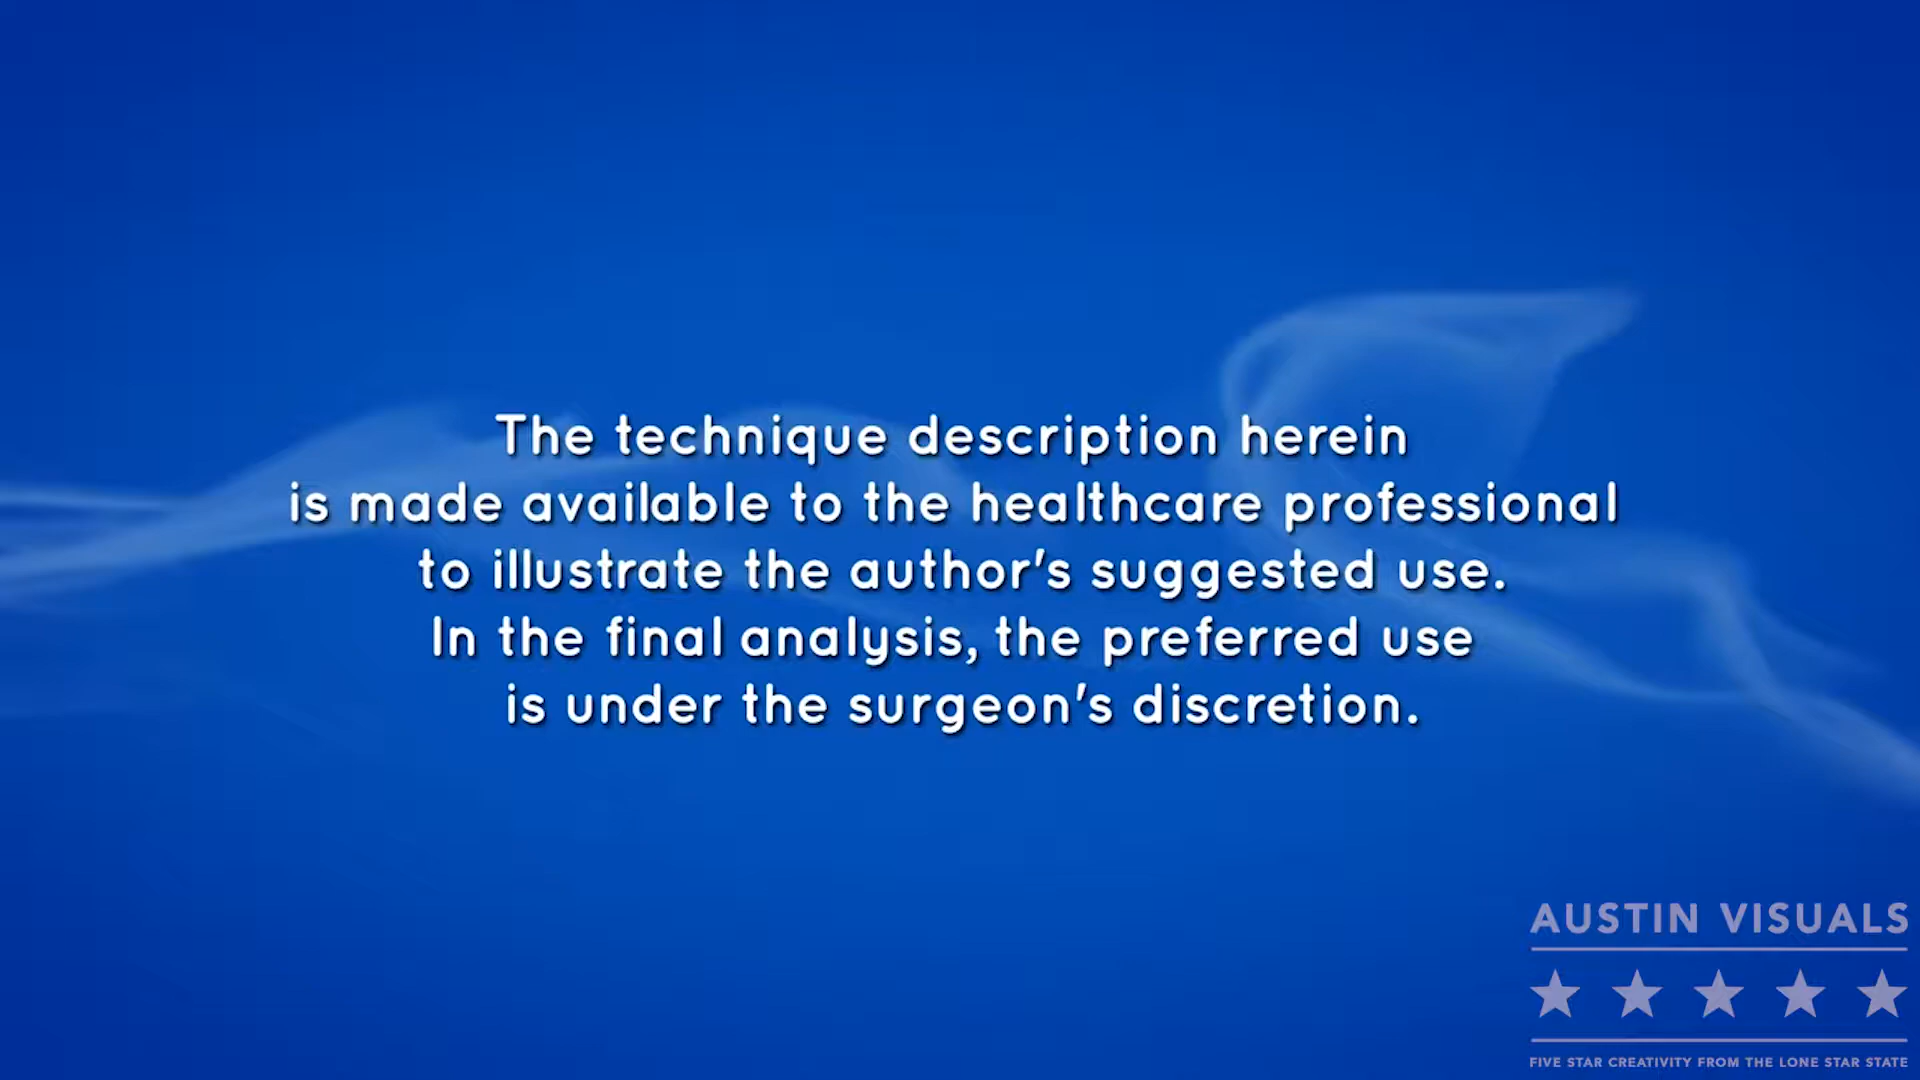 The technique description herein
is made available to the healthcare professional
to illustrate the author's suggested use.
In the final analysis, the preferred use
is under the surgeon's discretion.
AUSTIN VISUALS
FIVE STAR CREATIVITY FROM THE LONE STAR STATE